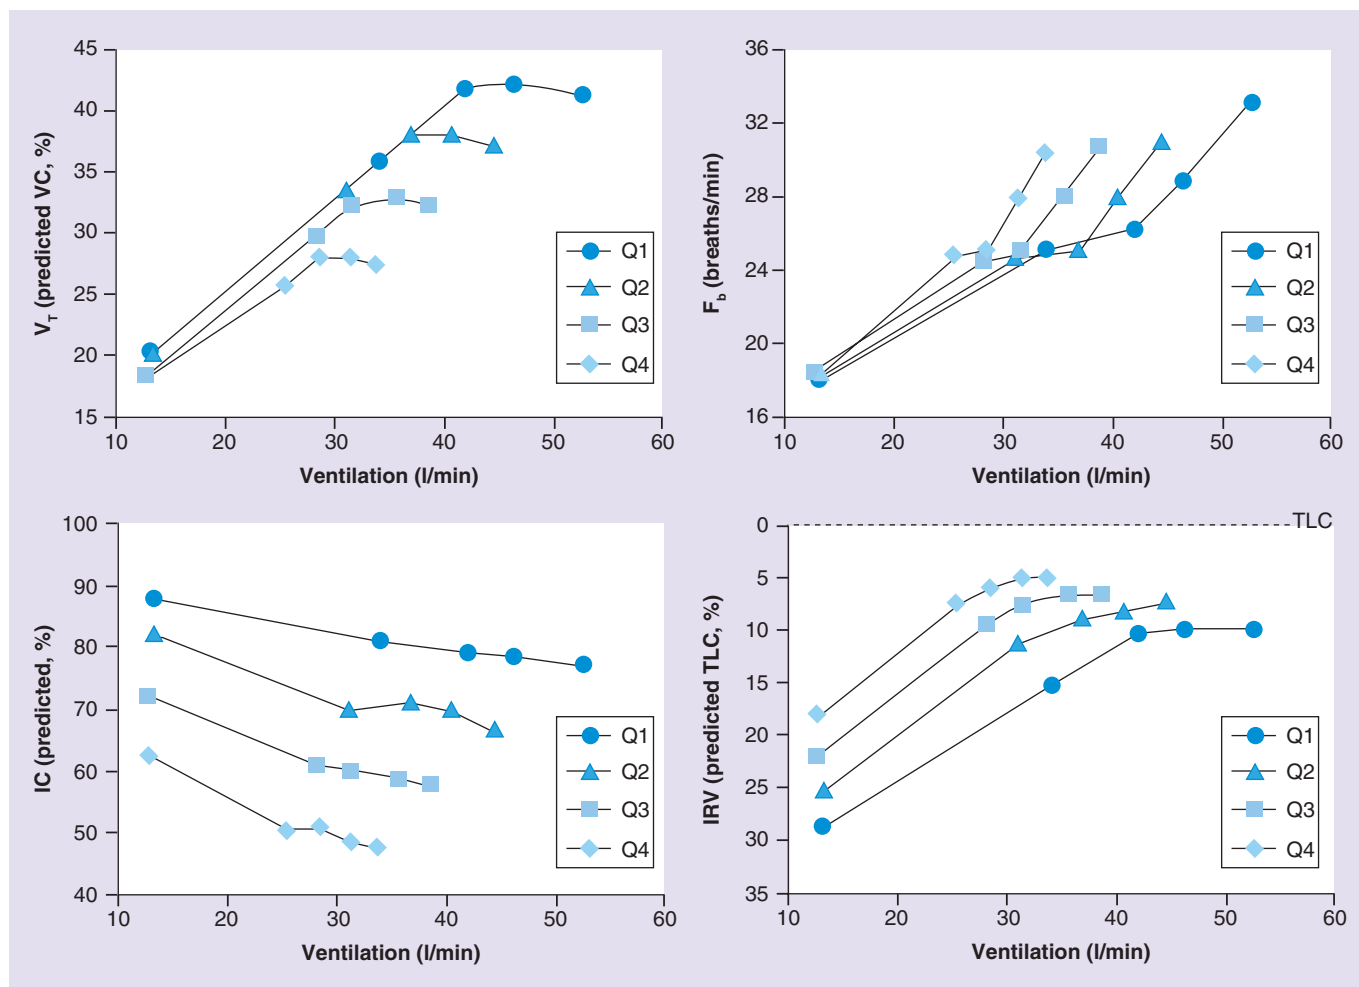 45
40
35
30
25
20
15
V_T (predicted VC, %)
10 20 30 40 50 60
Ventilation (l/min)
Q1
Q2
Q3
Q4
36
32
28
24
20
16
F_b (breaths/min)
10 20 30 40 50 60
Ventilation (l/min)
Q1
Q2
Q3
Q4
100
90
80
70
60
50
40
IC (predicted, %)
10 20 30 40 50 60
Ventilation (l/min)
Q1
Q2
Q3
Q4
TLC
0
5
10
15
20
25
30
35
IRV (predicted TLC, %)
10 20 30 40 50 60
Ventilation (l/min)
Q1
Q2
Q3
Q4